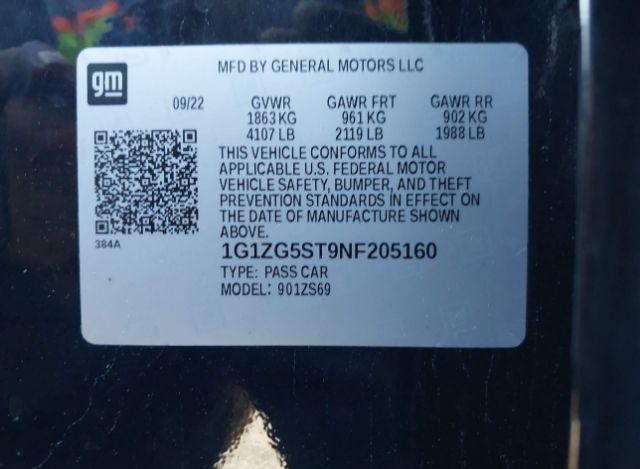 gm
MFD BY GENERAL MOTORS LLC
09/22 GVWR GAWR FRT GAWR RR
1863 KG 961 KG 902 KG
4107 LB 2119 LB 1988 LB
THIS VEHICLE CONFORMS TO ALL
APPLICABLE U.S. FEDERAL MOTOR
VEHICLE SAFETY, BUMPER, AND THEFT
PREVENTION STANDARDS IN EFFECT ON
THE DATE OF MANUFACTURE SHOWN
ABOVE.
384A
1G1ZG5ST9NF205160
TYPE: PASS CAR
MODEL: 901ZS69